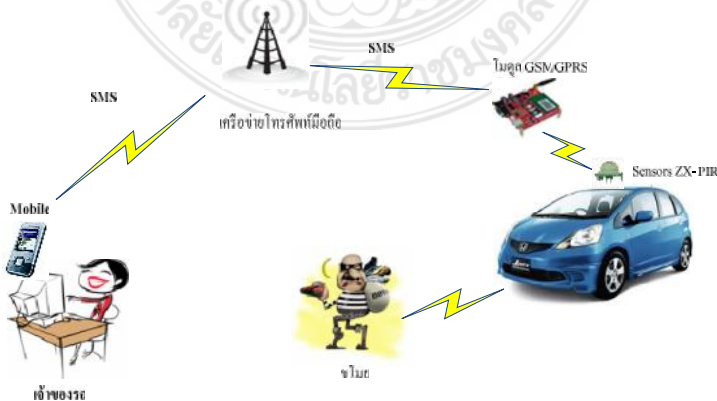 SMS
โมดูล GSM/GPRS
SMS
เครือข่ายโทรศัพท์มือถือ
Sensors ZX-PIR
Mobile
ขโมย
เจ้าของรถ